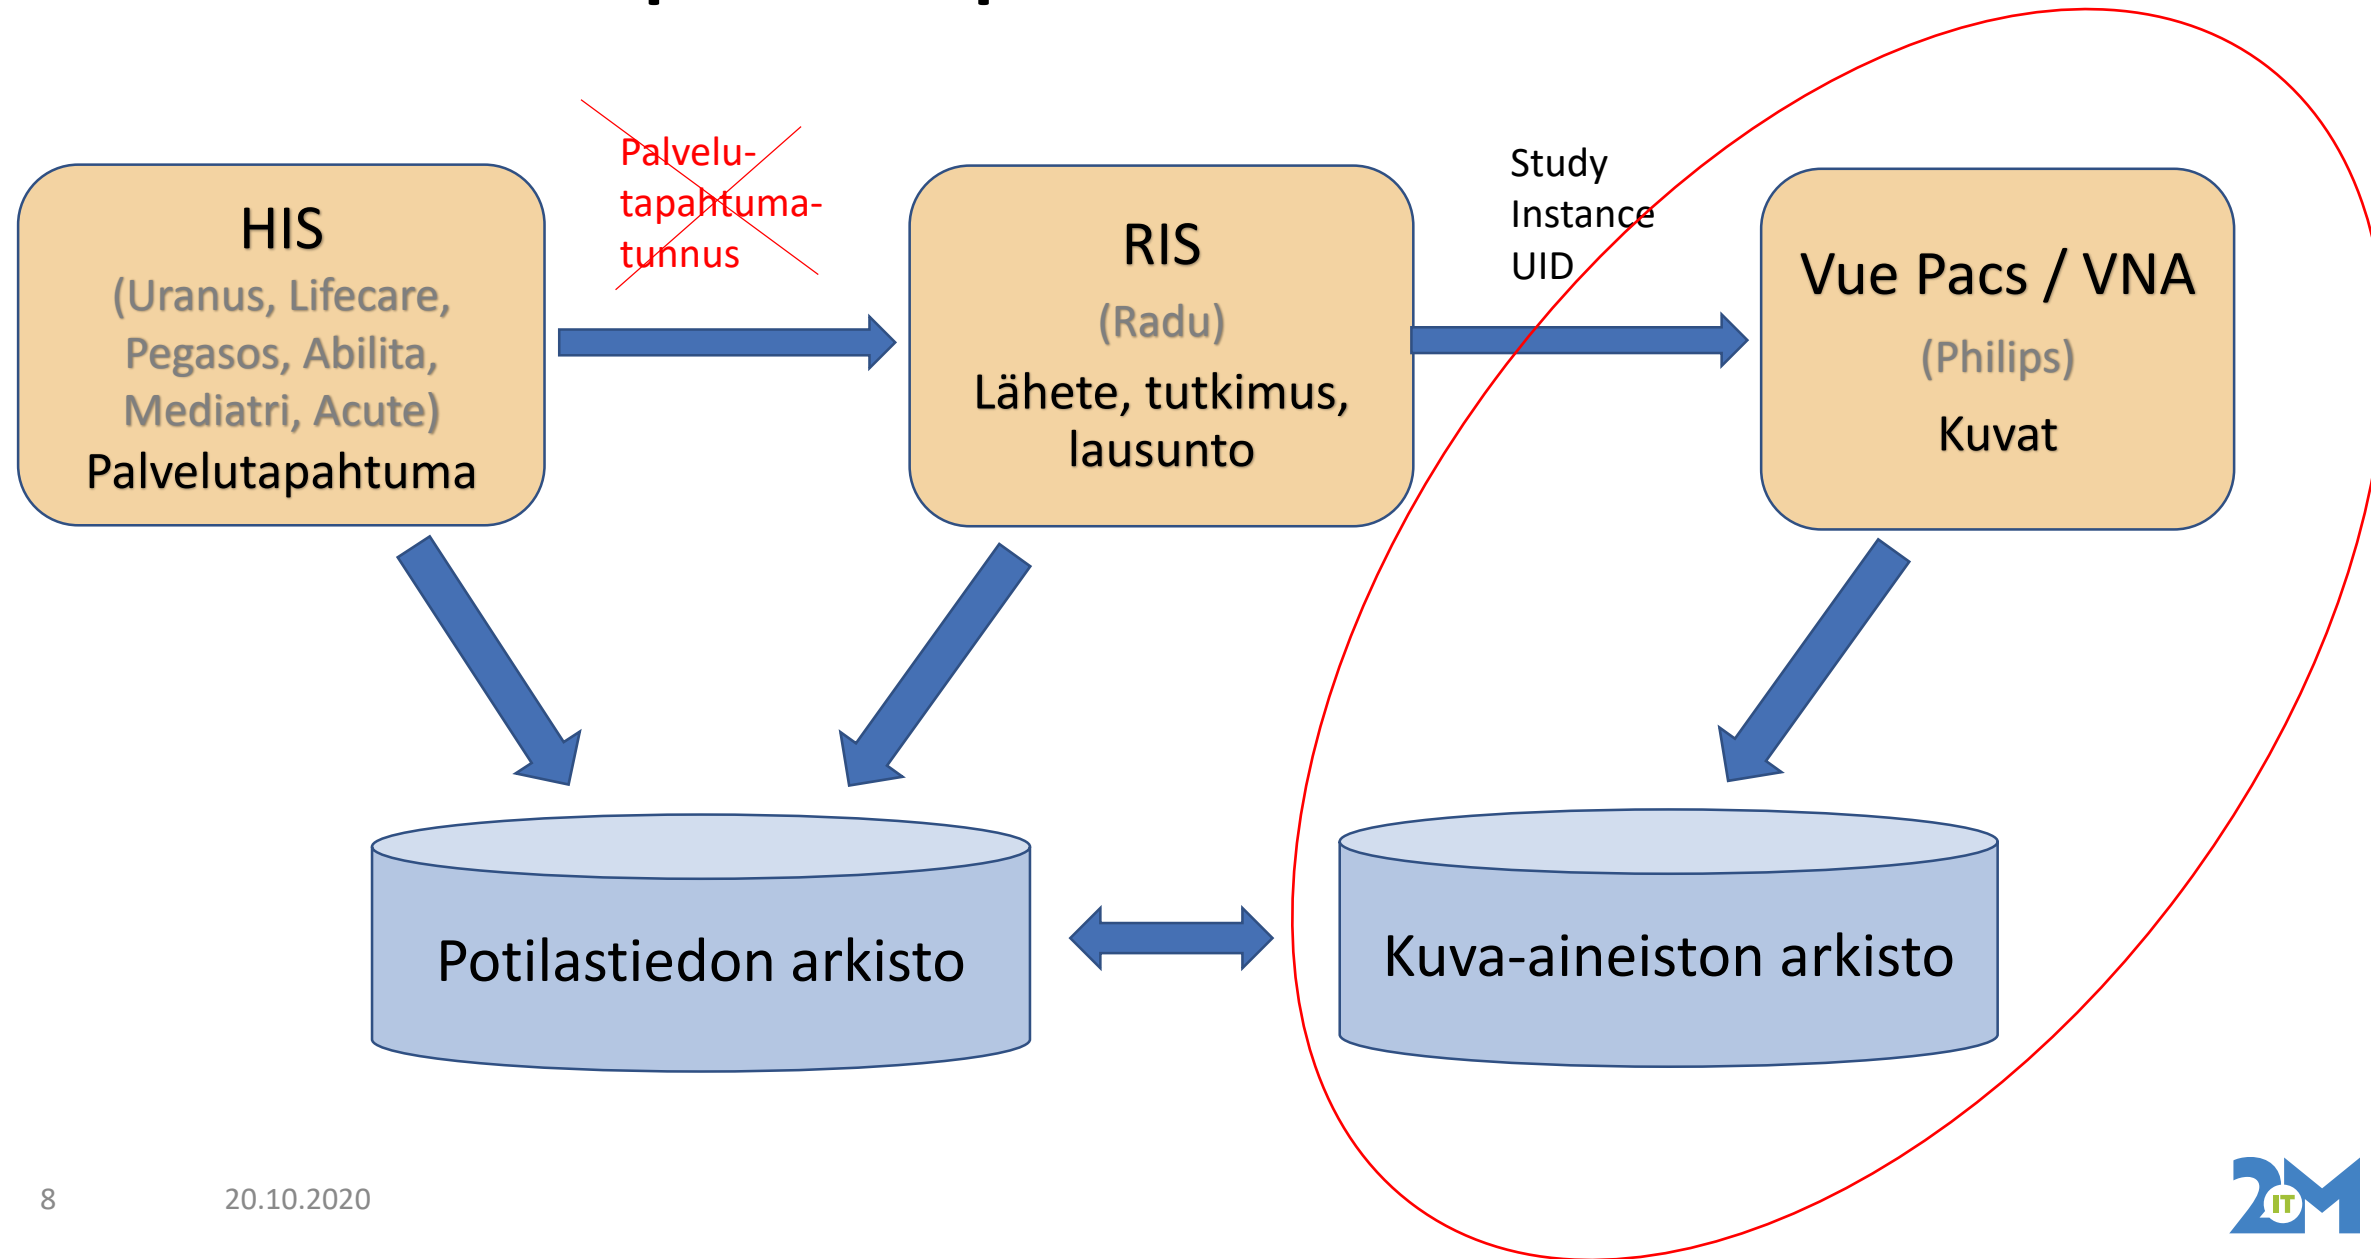 HIS
(Uranus, Lifecare,
Pegasos, Abilita,
Mediatri, Acute)
Palvelutapahtuma
Palvelu-
tapahtuma-
tunnus
RIS
(Radu)
Lähete, tutkimus,
lausunto
Study
Instance
UID
Vue Pacs / VNA
(Philips)
Kuvat
Potilastiedon arkisto
Kuva-aineiston arkisto
8
20.10.2020
2M
IT